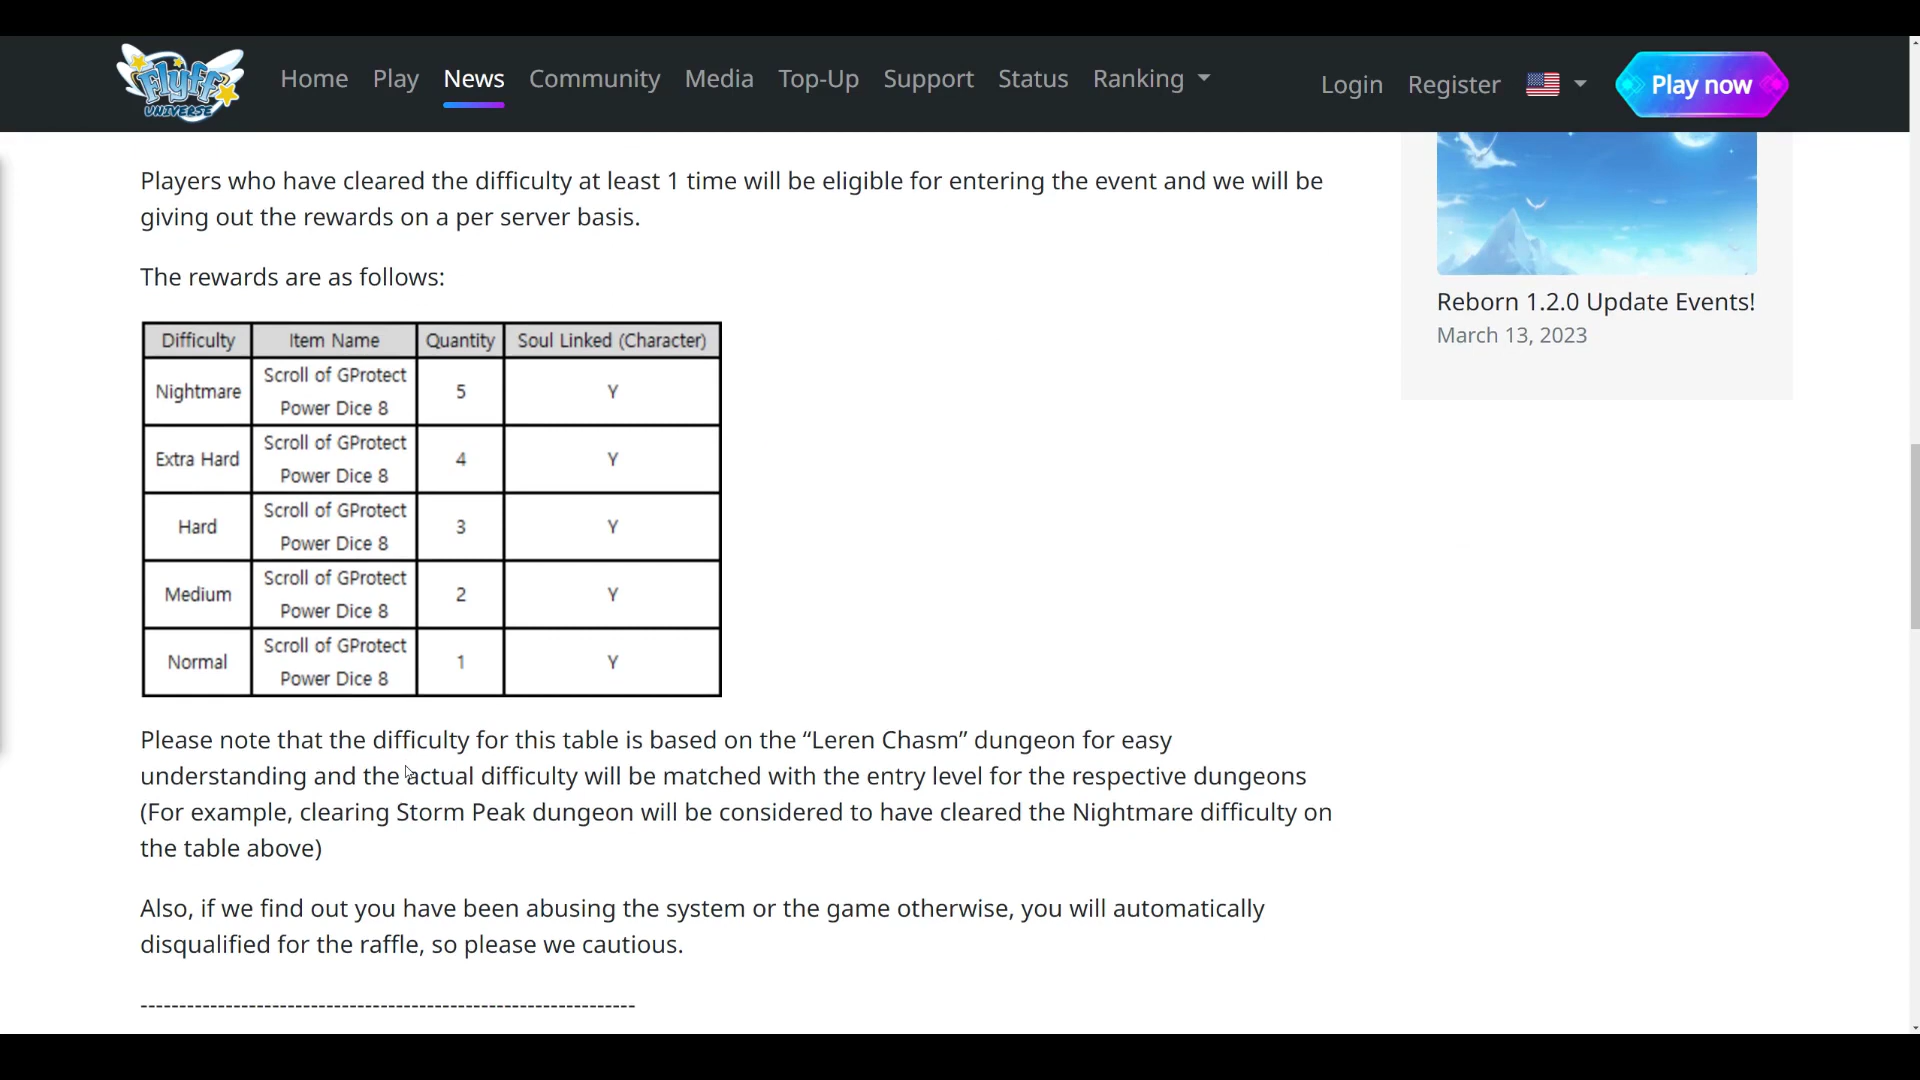 Flyff
UNIVERSE
Home Play News Community Media Top-Up Support Status Ranking Login Register Play now
Players who have cleared the difficulty at least 1 time will be eligible for entering the event and we will be
giving out the rewards on a per server basis.
The rewards are as follows:
Difficulty Item Name Quantity Soul Linked (Character)
Nightmare Scroll of GProtect
Power Dice 8 5 Y
Extra Hard Scroll of GProtect
Power Dice 8 4 Y
Hard Scroll of GProtect
Power Dice 8 3 Y
Medium Scroll of GProtect
Power Dice 8 2 Y
Normal Scroll of GProtect
Power Dice 8 1 Y
Please note that the difficulty for this table is based on the “Leren Chasm” dungeon for easy
understanding and the actual difficulty will be matched with the entry level for the respective dungeons
(For example, clearing Storm Peak dungeon will be considered to have cleared the Nightmare difficulty on
the table above)
Also, if we find out you have been abusing the system or the game otherwise, you will automatically
disqualified for the raffle, so please we cautious.
--------------------------------------------------------------
Reborn 1.2.0 Update Events!
March 13, 2023